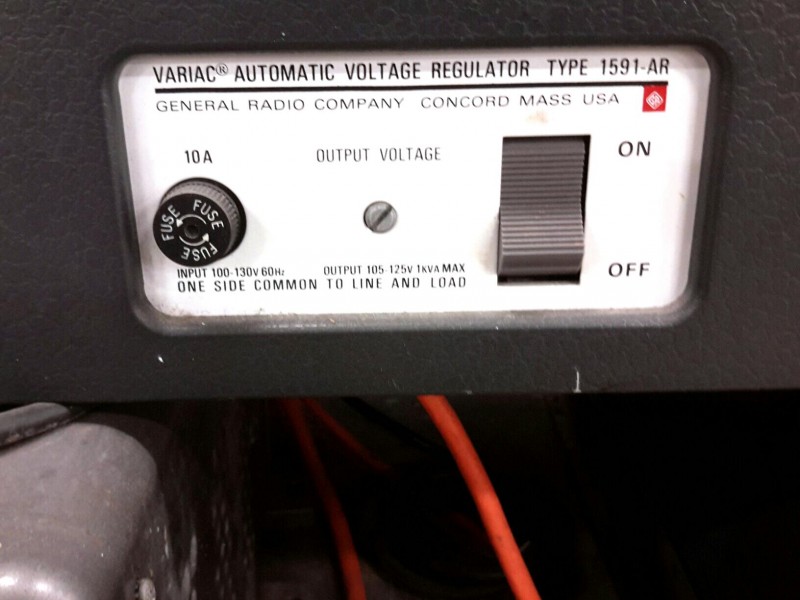 VARIAC® AUTOMATIC VOLTAGE REGULATOR TYPE 1591-AR
GENERAL RADIO COMPANY CONCORD MASS USA
GR
10A
OUTPUT VOLTAGE
ON
FUSE FUSE FUSE
OFF
INPUT 100-130V 60Hz OUTPUT 105-125V 1KVA MAX
ONE SIDE COMMON TO LINE AND LOAD